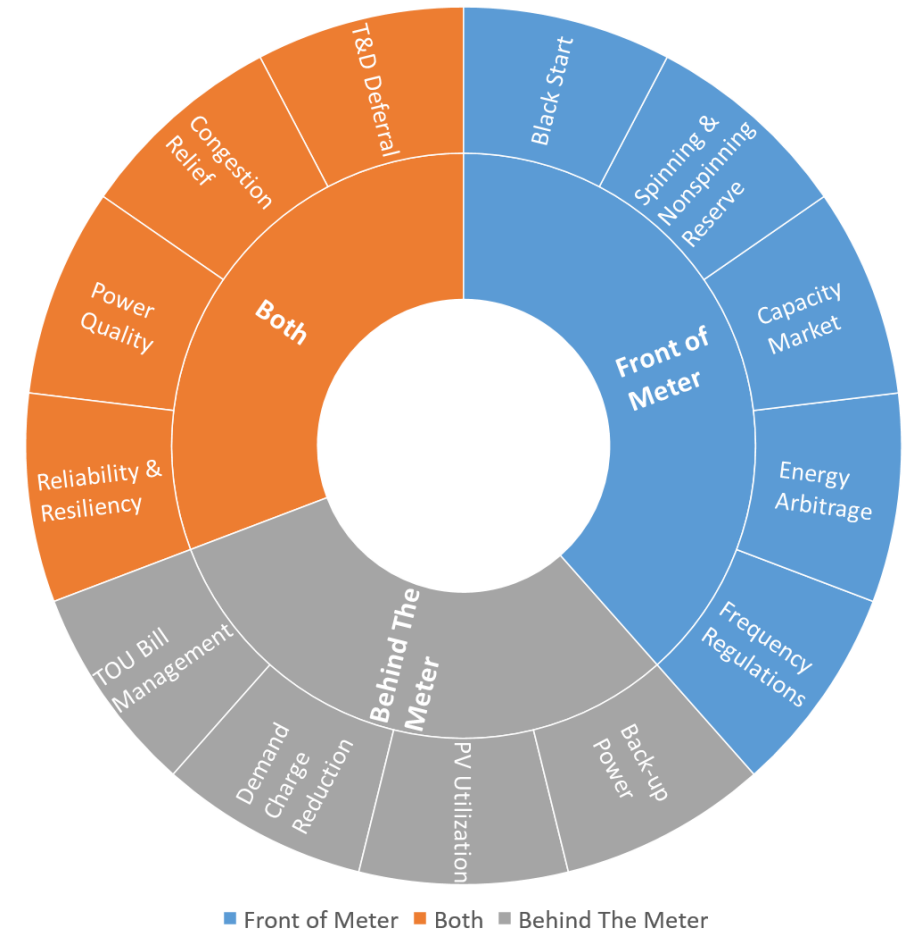 Black Start
Spinning &
Nonspinning
Reserve
Capacity
Market
Energy
Arbitrage
Frequency
Regulations
Back-up
Power
PV Utilization
Demand
Charge
Reduction
TOU Bill
Management
Reliability &
Resiliency
Power
Quality
Congestion
Relief
T&D Deferral
Front of
Meter
Behind The
Meter
Both
Front of Meter Both Behind The Meter